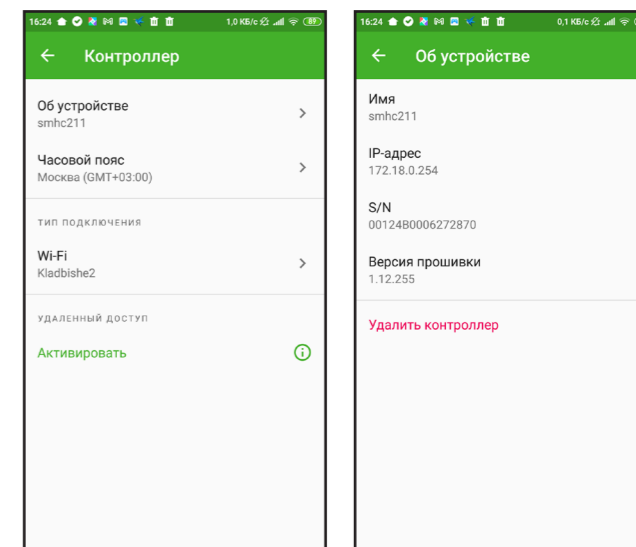 16:24 1,0 КБ/с 89
Контроллер
Об устройстве
smhc211
Часовой пояс
Москва (GMT+03:00)
ТИП ПОДКЛЮЧЕНИЯ
Wi-Fi
Kladbishe2
УДАЛЕННЫЙ ДОСТУП
Активировать
16:24 0,1 КБ/с
Об устройстве
Имя
smhc211
IP-адрес
172.18.0.254
S/N
00124B0006272870
Версия прошивки
1.12.255
Удалить контроллер